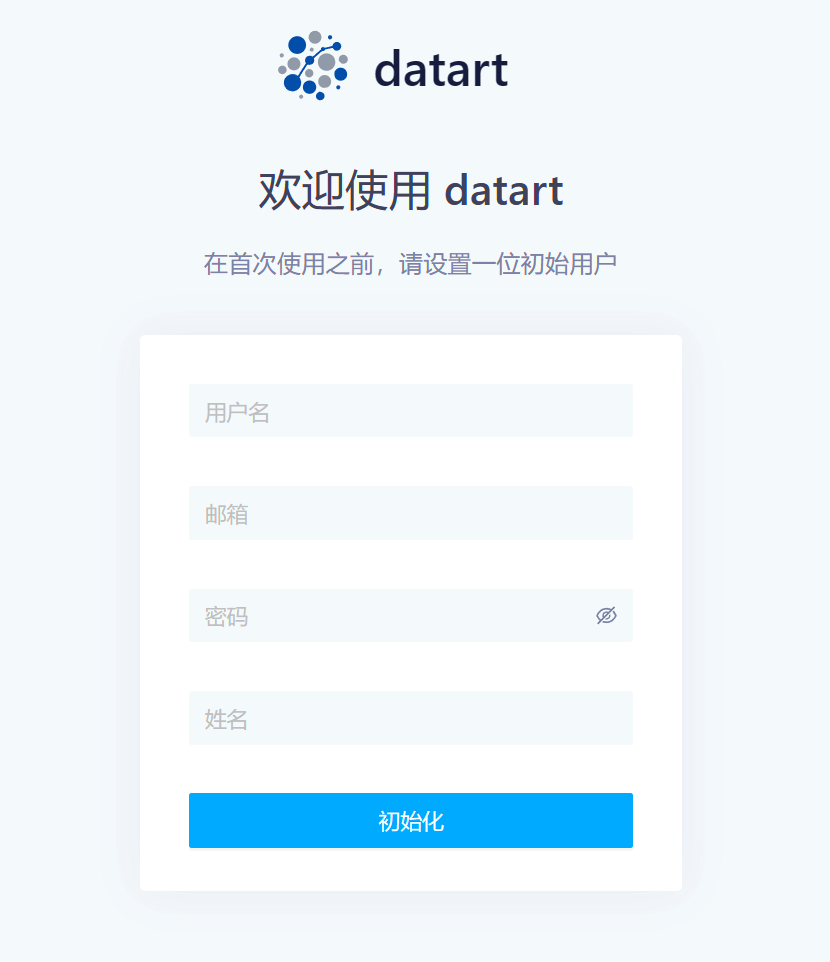 datart
欢迎使用 datart
在首次使用之前，请设置一位初始用户
用户名
邮箱
密码
姓名
初始化